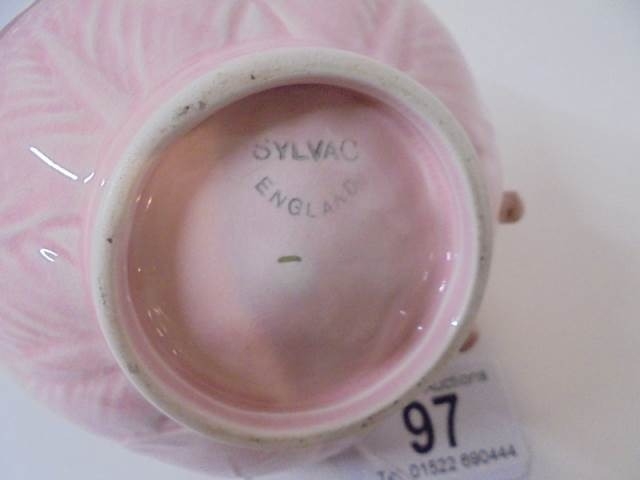 SYLVAC
ENGLAND
97
Tel: 01522 690444